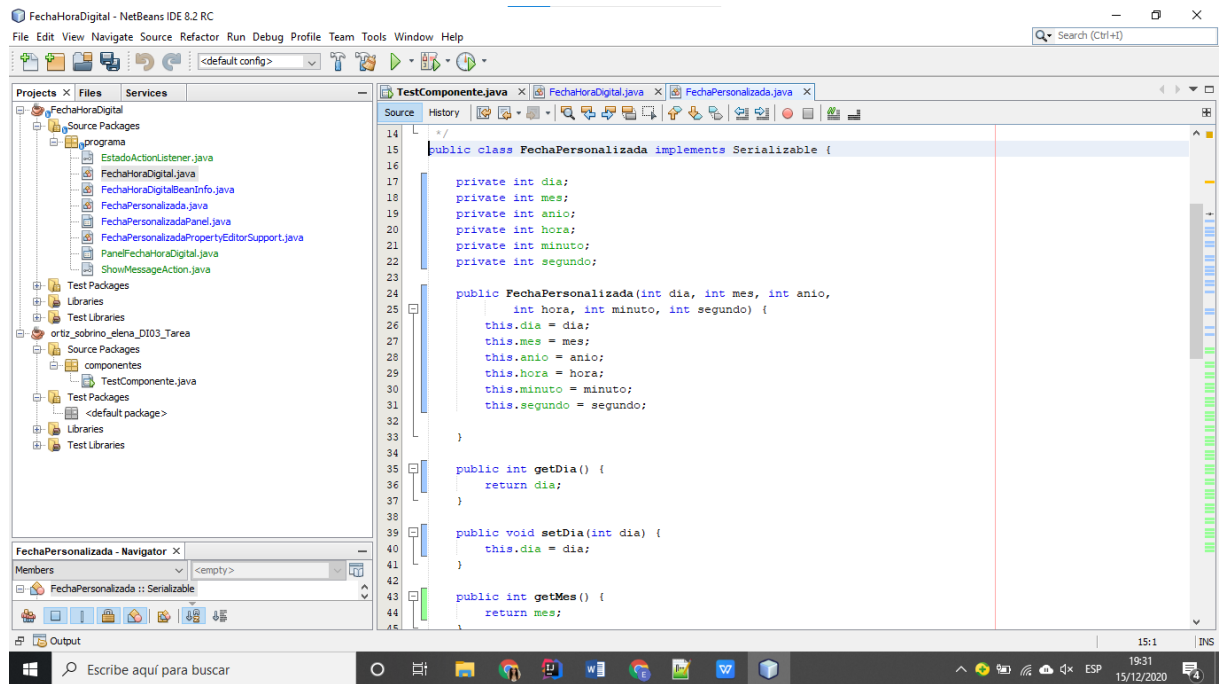 FechaHoraDigital - NetBeans IDE 8.2 RC
File Edit View Navigate Source Refactor Run Debug Profile Team Tools Window Help
Search (Ctrl+I)
<default config>
Projects Files Services
FechaHoraDigital
Source Packages
programa
EstadoActionListener.java
FechaHoraDigital.java
FechaHoraDigitalBeanInfo.java
FechaPersonalizada.java
FechaPersonalizadaPanel.java
FechaPersonalizadaPropertyEditorSupport.java
PanelFechaHoraDigital.java
ShowMessageAction.java
Test Packages
Libraries
Test Libraries
ortiz_sobrino_elena_DI03_Tarea
Source Packages
componentes
TestComponente.java
Test Packages
<default package>
Libraries
Test Libraries
FechaPersonalizada - Navigator
Members <empty>
FechaPersonalizada :: Serializable
TestComponente.java FechaHoraDigital.java FechaPersonalizada.java
Source History
14 */
15 public class FechaPersonalizada implements Serializable {
16
17 private int dia;
18 private int mes;
19 private int anio;
20 private int hora;
21 private int minuto;
22 private int segundo;
23
24 public FechaPersonalizada(int dia, int mes, int anio,
25 int hora, int minuto, int segundo) {
26 this.dia = dia;
27 this.mes = mes;
28 this.anio = anio;
29 this.hora = hora;
30 this.minuto = minuto;
31 this.segundo = segundo;
32
33 }
34
35 public int getDia() {
36 return dia;
37 }
38
39 public void setDia(int dia) {
40 this.dia = dia;
41 }
42
43 public int getMes() {
44 return mes;
45 }
Output
15:1 INS
Escribe aquí para buscar
ESP
19:31
15/12/2020
4